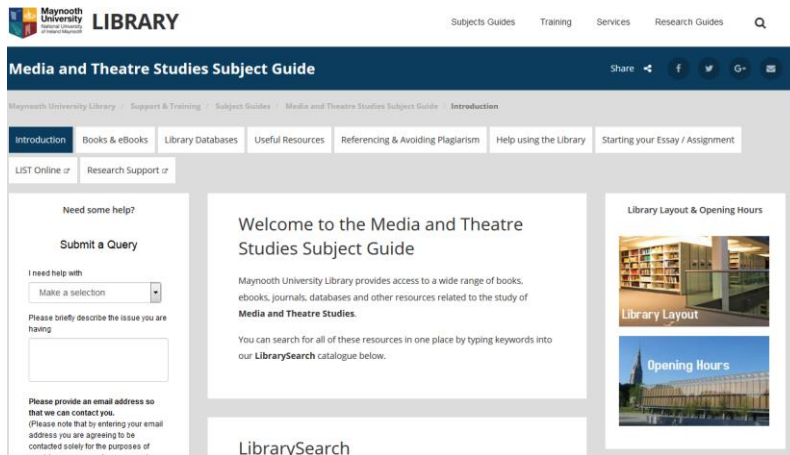 Maynooth
University
National University
of Ireland Maynooth
LIBRARY
Subjects Guides Training Services Research Guides
Media and Theatre Studies Subject Guide
Share
f
G+
Maynooth University Library / Support & Training / Subject Guides / Media and Theatre Studies Subject Guide / Introduction
Introduction Books & eBooks Library Databases Useful Resources Referencing & Avoiding Plagiarism Help using the Library Starting your Essay / Assignment
LIST Online Research Support
Need some help?
Submit a Query
I need help with
Make a selection
Please briefly describe the issue you are
having
Please provide an email address so
that we can contact you.
(Please note that by entering your email
address you are agreeing to be
contacted solely for the purposes of
Welcome to the Media and Theatre
Studies Subject Guide
Maynooth University Library provides access to a wide range of books,
ebooks, journals, databases and other resources related to the study of
Media and Theatre Studies.
You can search for all of these resources in one place by typing keywords into
our LibrarySearch catalogue below.
LibrarySearch
Library Layout & Opening Hours
Library Layout
Opening Hours